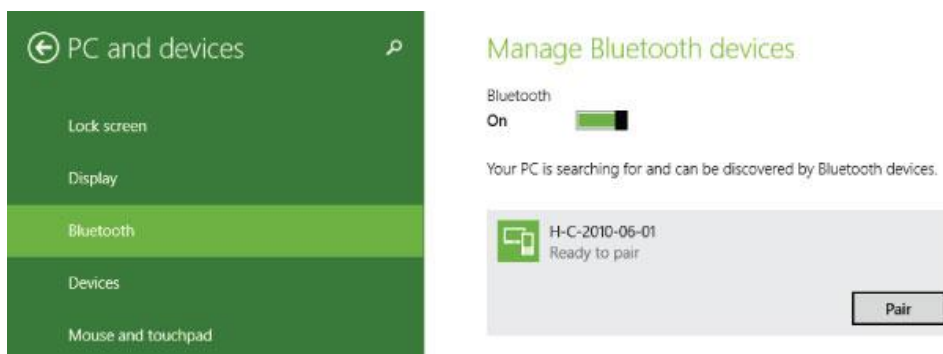 PC and devices
Lock screen
Display
Bluetooth
Devices
Mouse and touchpad
Manage Bluetooth devices
Bluetooth
On
Your PC is searching for and can be discovered by Bluetooth devices.
H-C-2010-06-01
Ready to pair
Pair